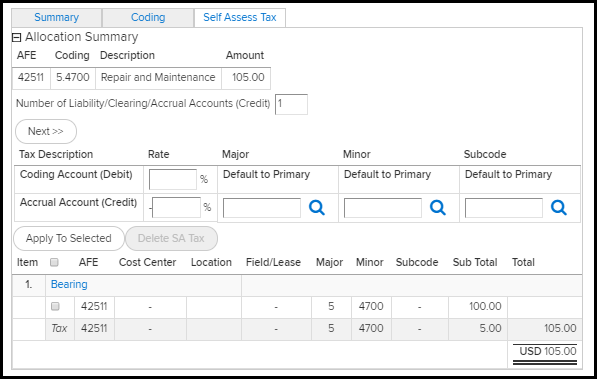 Summary Coding Self Assess Tax
Allocation Summary
AFE Coding Description Amount
42511 5.4700 Repair and Maintenance 105.00
Number of Liability/Clearing/Accrual Accounts (Credit) 1
Next >>
Tax Description Rate Major Minor Subcode
Coding Account (Debit) % Default to Primary Default to Primary Default to Primary
Accrual Account (Credit) - %
Apply To Selected Delete SA Tax
Item AFE Cost Center Location Field/Lease Major Minor Subcode Sub Total Total
1. Bearing
42511 - - 5 4700 - 100.00
Tax 42511 - - 5 4700 - 5.00 105.00
USD 105.00